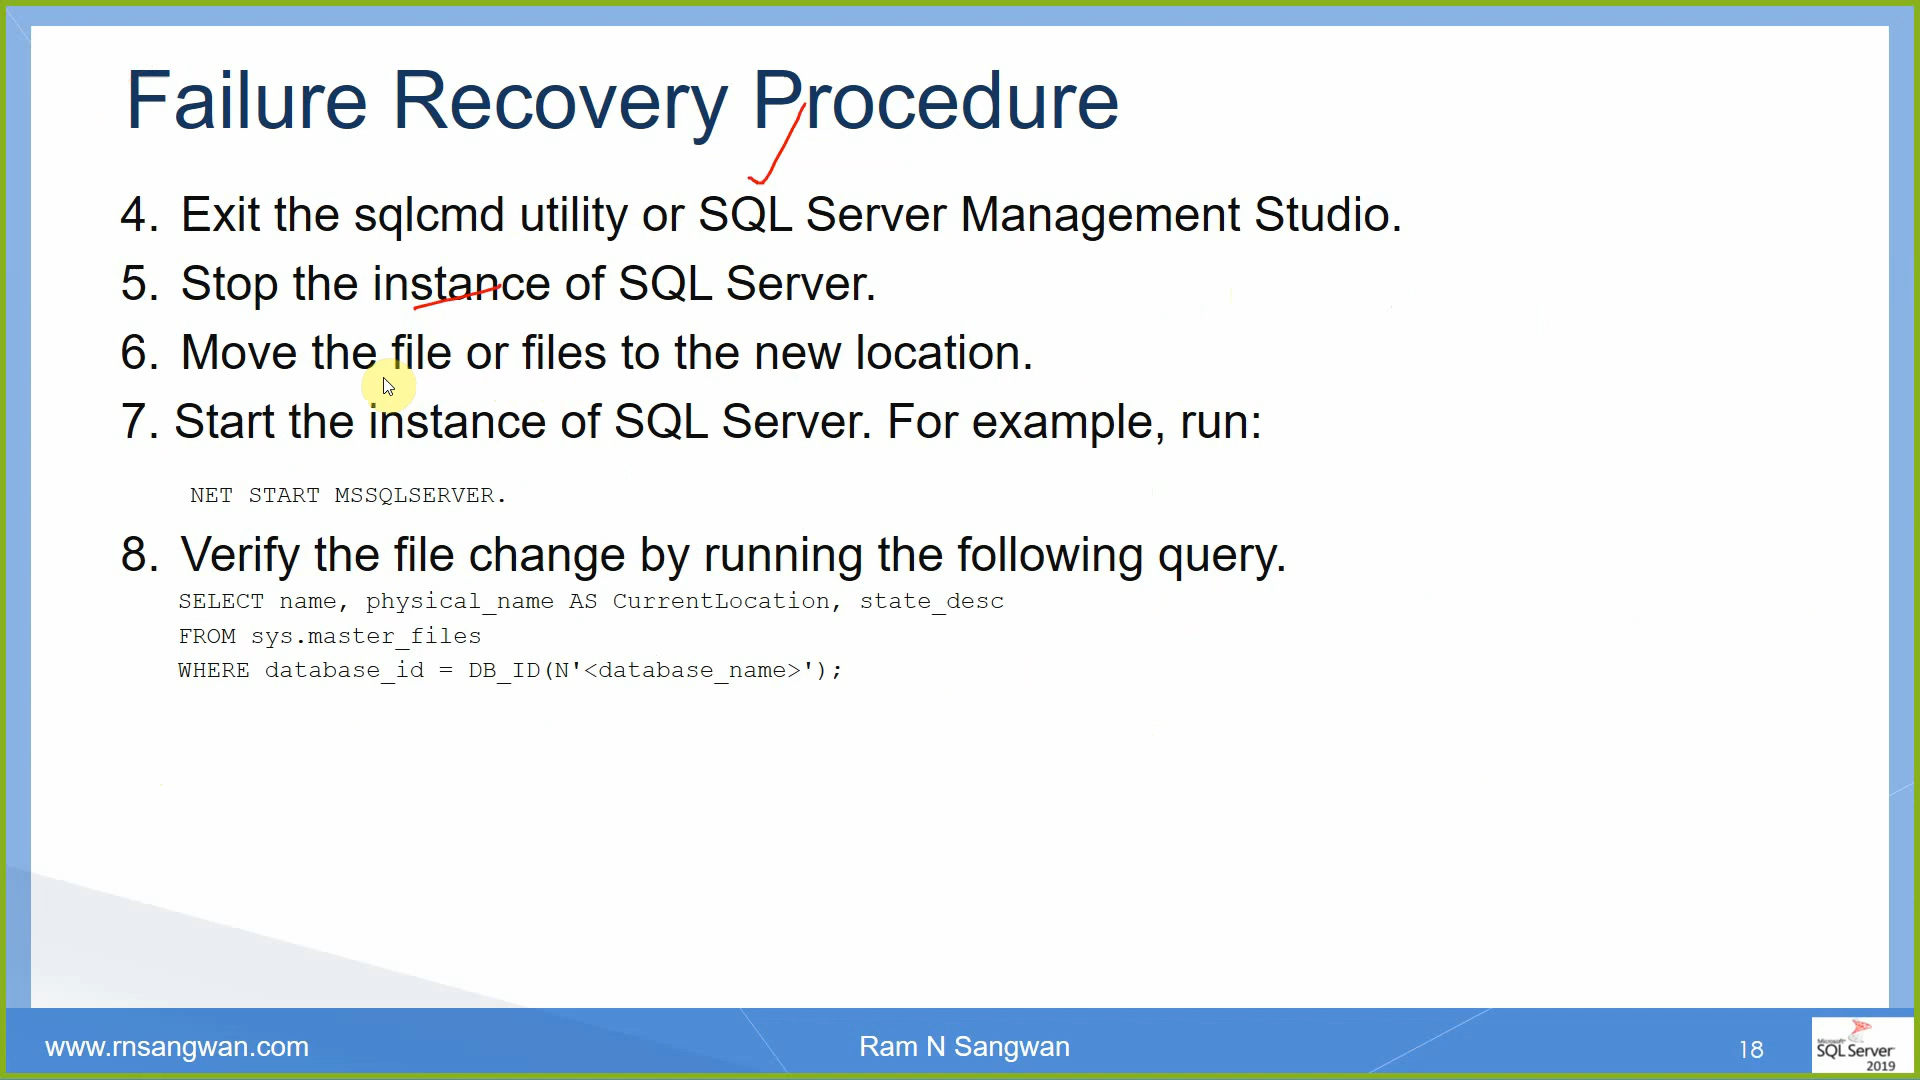 Failure Recovery Procedure
4. Exit the sqlcmd utility or SQL Server Management Studio.
5. Stop the instance of SQL Server.
6. Move the file or files to the new location.
7. Start the instance of SQL Server. For example, run:
NET START MSSQLSERVER.
8. Verify the file change by running the following query.
SELECT name, physical_name AS CurrentLocation, state_desc
FROM sys.master_files
WHERE database_id = DB_ID(N'<database_name>');
www.rnsangwan.com
Ram N Sangwan
18
Microsoft
SQL Server
2019